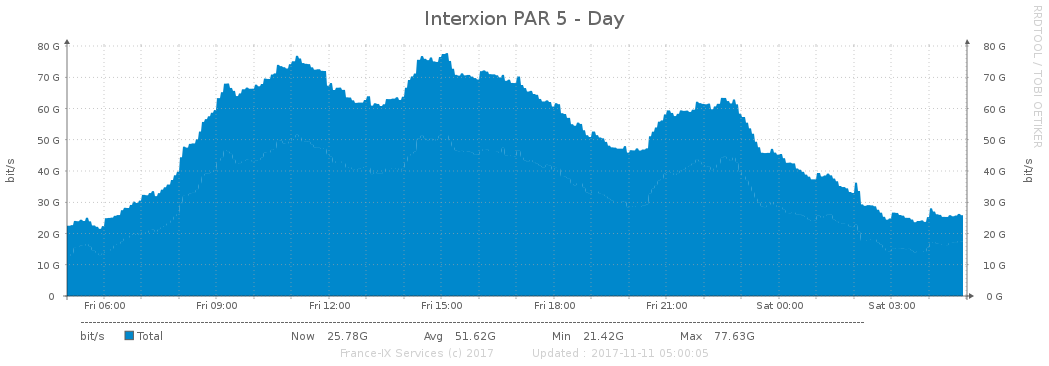 Interxion PAR 5 - Day
RRDTOOL / TOBI OETIKER
bit/s
80 G 80 G
70 G 70 G
60 G 60 G
50 G 50 G
40 G 40 G
30 G 30 G
20 G 20 G
10 G 10 G
0 0 G
bit/s
Fri 06:00 Fri 09:00 Fri 12:00 Fri 15:00 Fri 18:00 Fri 21:00 Sat 00:00 Sat 03:00
bit/s Total Now 25.78G Avg 51.62G Min 21.42G Max 77.63G
France-IX Services (c) 2017 Updated : 2017-11-11 05:00:05